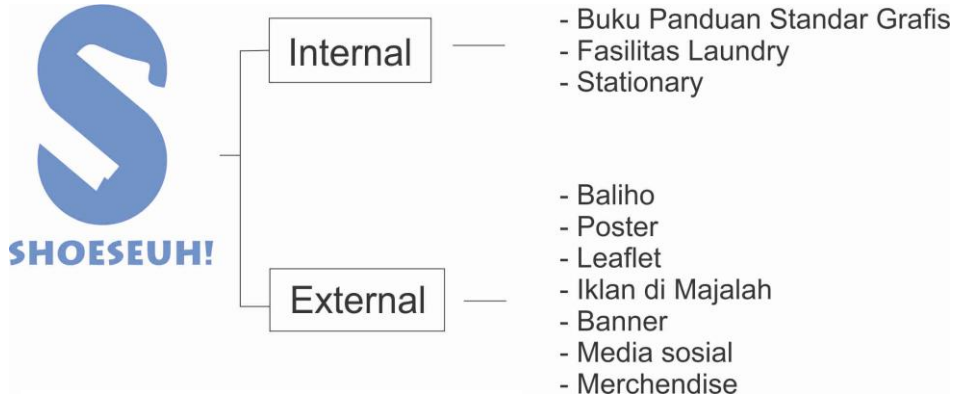 SHOESEUH!
Internal
- Buku Panduan Standar Grafis
- Fasilitas Laundry
- Stationary
External
- Baliho
- Poster
- Leaflet
- Iklan di Majalah
- Banner
- Media sosial
- Merchendise